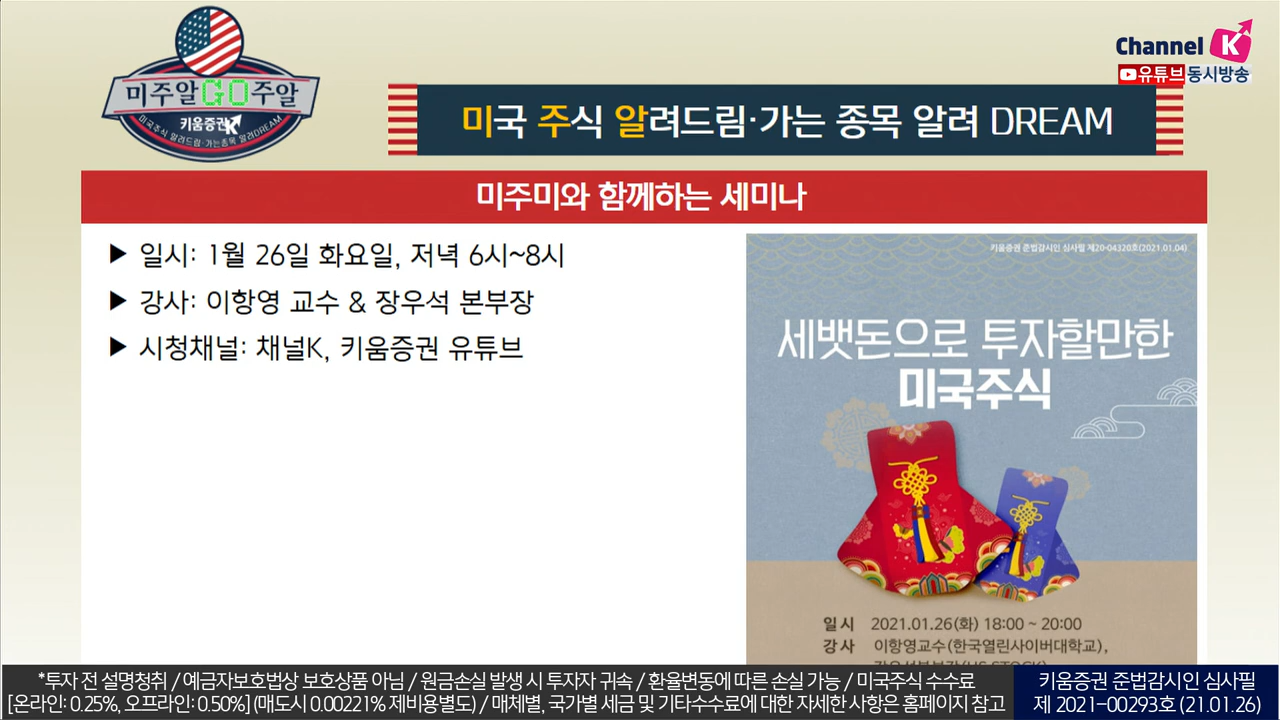 미주알GO주알
키움증권
미국주식 알려드림·가는종목 알려DREAM
Channel K
유튜브동시방송
미국 주식 알려드림·가는 종목 알려 DREAM
미주미와 함께하는 세미나
▶ 일시: 1월 26일 화요일, 저녁 6시~8시
▶ 강사: 이항영 교수 & 장우석 본부장
▶ 시청채널: 채널K, 키움증권 유튜브
키움증권 준법감시인 심사필 제20-04320호(2021.01.04)
세뱃돈으로 투자할만한
미국주식
일시 2021.01.26(화) 18:00 ~ 20:00
강사 이항영교수(한국열린사이버대학교),
*투자 전 설명청취 / 예금자보호법상 보호상품 아님 / 원금손실 발생 시 투자자 귀속 / 환율변동에 따른 손실 가능 / 미국주식 수수료
[온라인: 0.25%, 오프라인: 0.50%] (매도시 0.00221% 제비용별도) / 매체별, 국가별 세금 및 기타수수료에 대한 자세한 사항은 홈페이지 참고
키움증권 준법감시인 심사필
제 2021-00293호 (21.01.26)